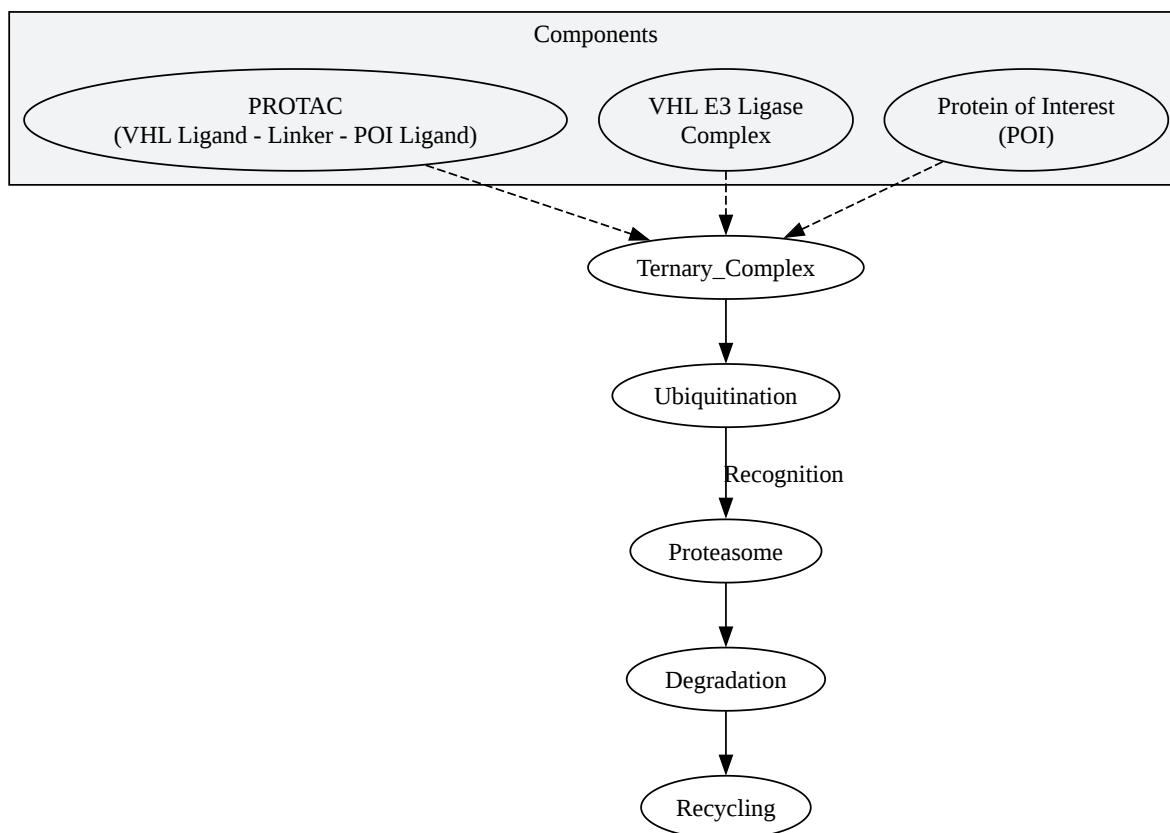 Components
PROTAC
(VHL Ligand - Linker - POI Ligand)
VHL E3 Ligase
Complex
Protein of Interest
(POI)
Ternary_Complex
Ubiquitination
Recognition
Proteasome
Degradation
Recycling